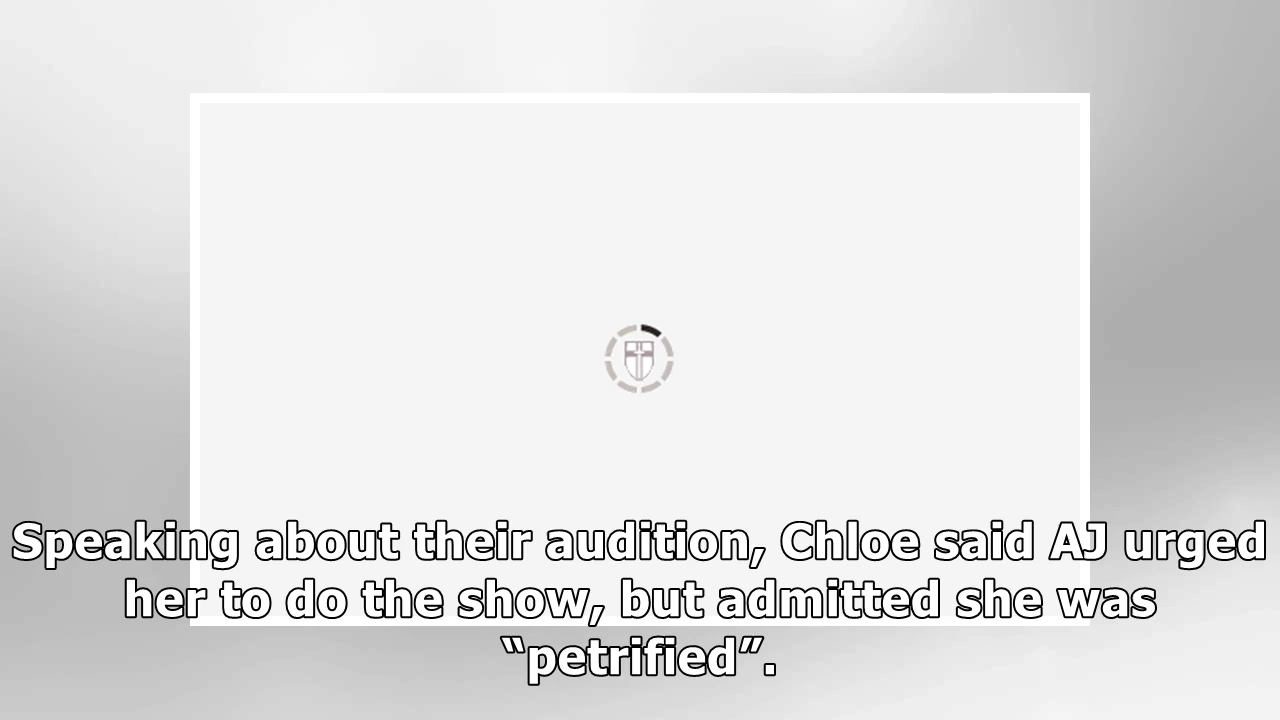 Speaking about their audition, Chloe said AJ urged
her to do the show, but admitted she was
“petrified”.